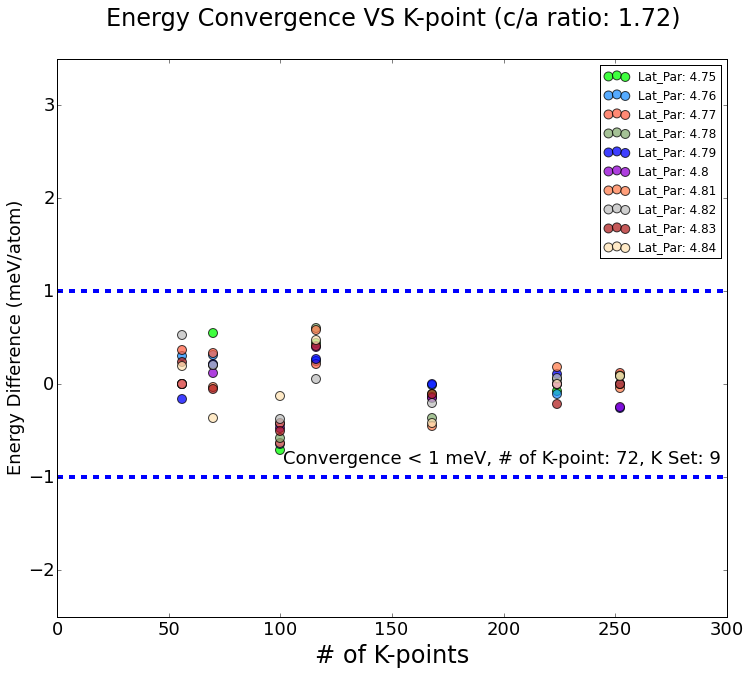 Energy Convergence VS K-point (c/a ratio: 1.72)
Lat_Par: 4.75
Lat_Par: 4.76
Lat_Par: 4.77
Lat_Par: 4.78
Lat_Par: 4.79
Lat_Par: 4.8
Lat_Par: 4.81
Lat_Par: 4.82
Lat_Par: 4.83
Lat_Par: 4.84
3
2
1
0
−1
−2
Energy Difference (meV/atom)
Convergence < 1 meV, # of K-point: 72, K Set: 9
0 50 100 150 200 250 300
# of K-points